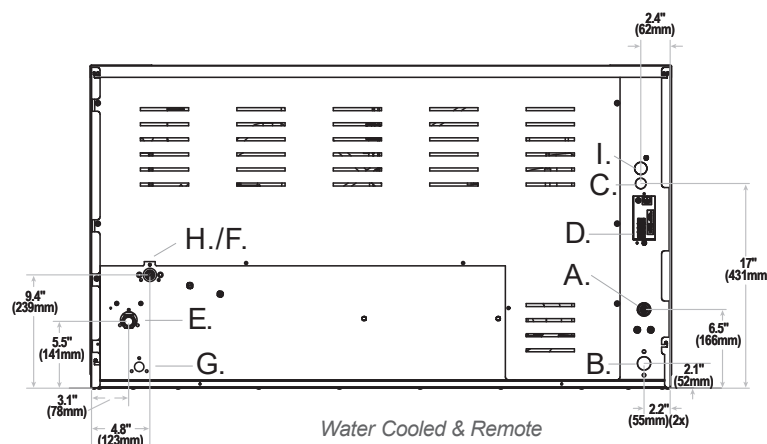 2.4"
(62mm)
I.
C.
D.
H./F.
A.
17"
(431mm
9.4"
(239mm)
E.
6.5"
(166mm)
5.5"
(141mm)
G.
B.
2.1"
(52mm)
3.1"
(78mm)
2.2"
(55mm)(2x)
4.8"
(123mm)
Water Cooled & Remote